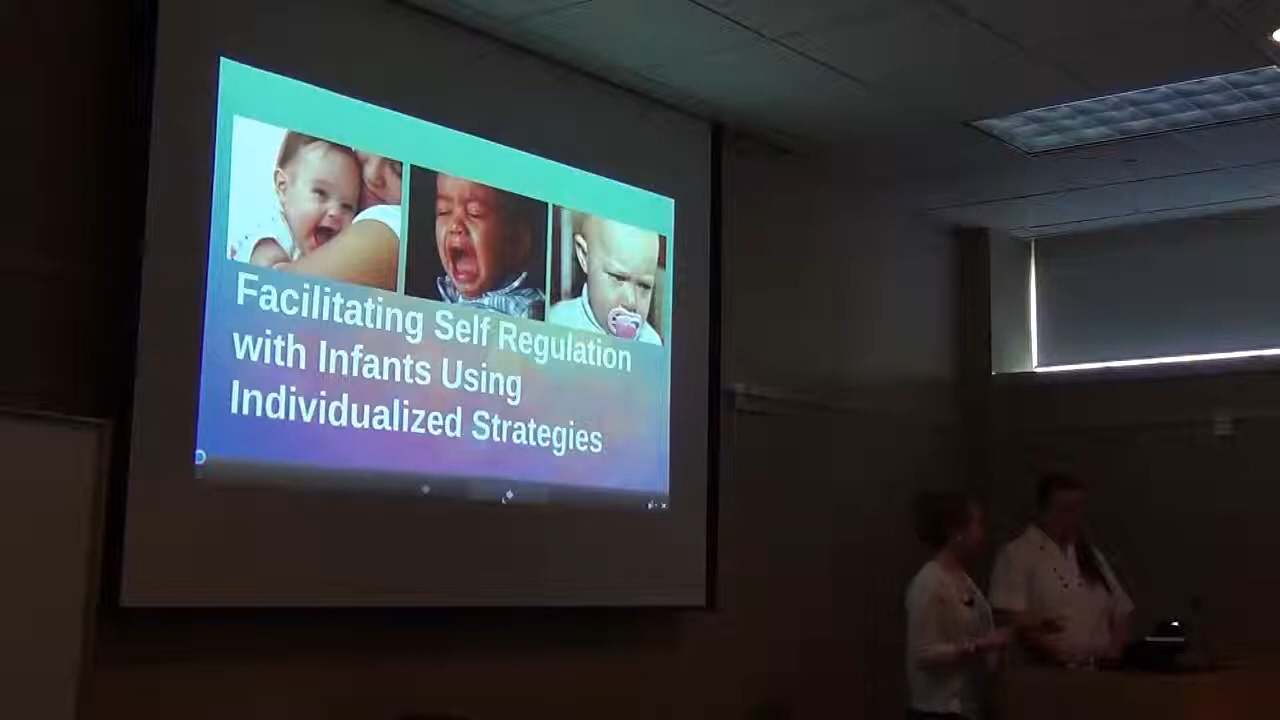 Facilitating Self Regulation
with Infants Using
Individualized Strategies